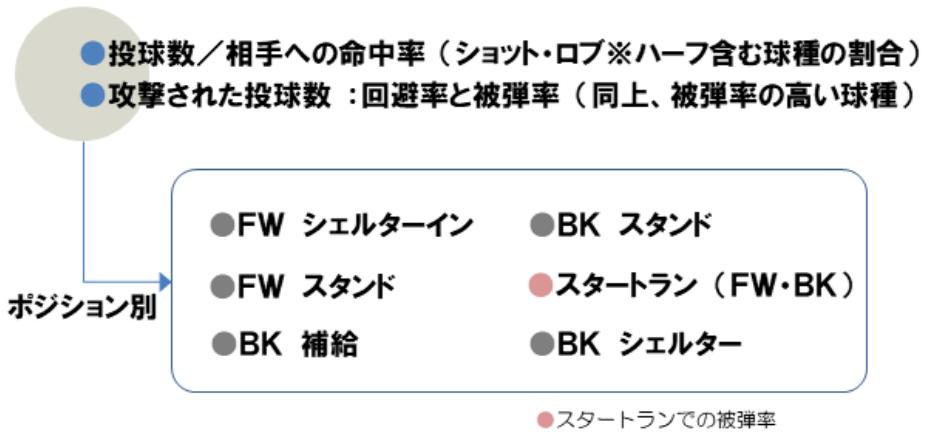 ●投球数／相手への命中率（ショット・ロブ※ハーフ含む球種の割合）
●攻撃された投球数：回避率と被弾率（同上、被弾率の高い球種）
ポジション別
●FW シェルターイン
●BK スタンド
●FW スタンド
●スタートラン（FW・BK）
●BK 補給
●BK シェルター
●スタートランでの被弾率